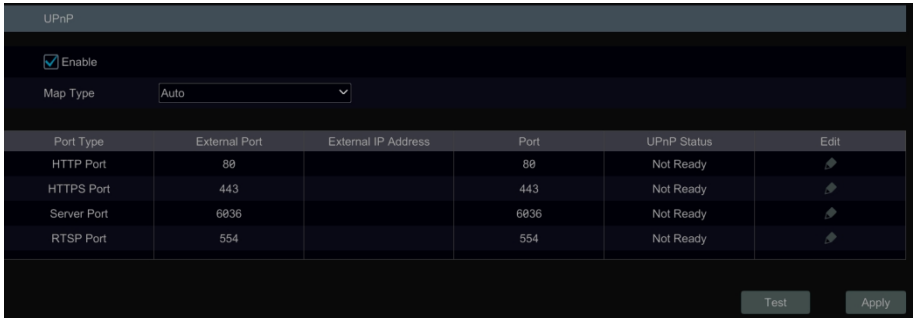 UPnP
Enable
Map Type Auto
Port Type External Port External IP Address Port UPnP Status Edit
HTTP Port 80 80 Not Ready
HTTPS Port 443 443 Not Ready
Server Port 6036 6036 Not Ready
RTSP Port 554 554 Not Ready
Test Apply